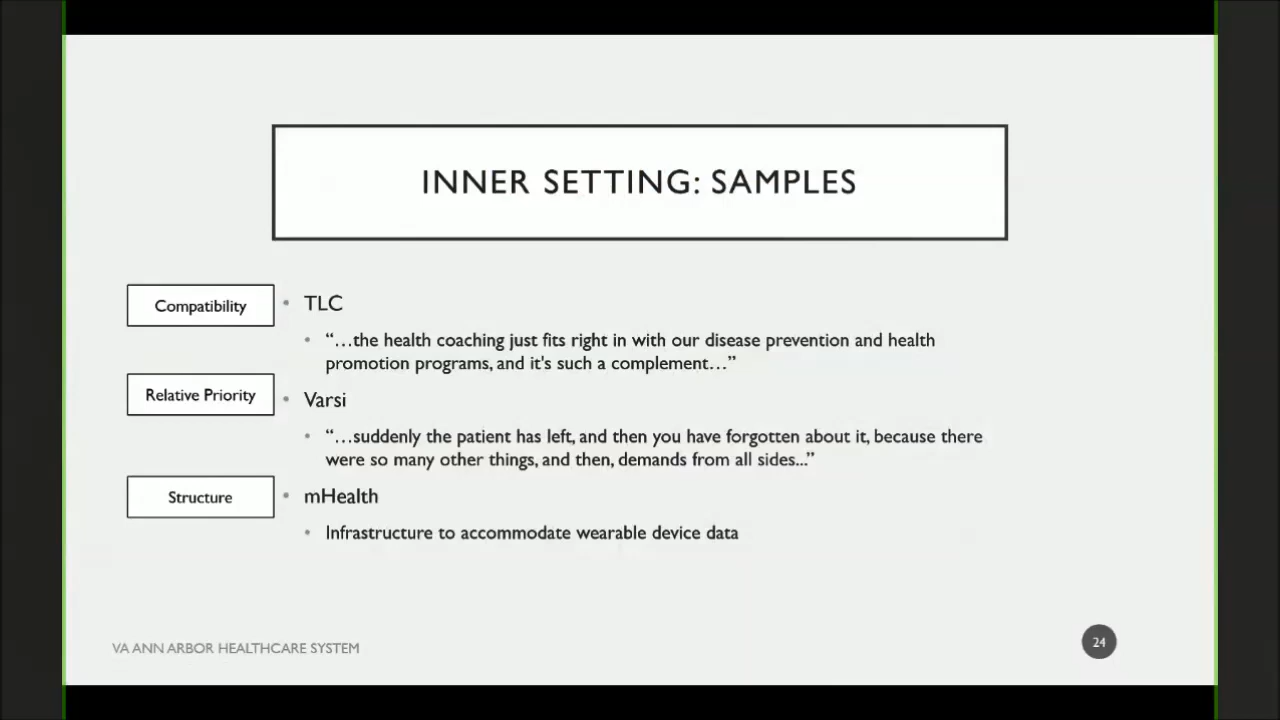 INNER SETTING: SAMPLES
Compatibility
• TLC
• “…the health coaching just fits right in with our disease prevention and health
promotion programs, and it's such a complement…”
Relative Priority
• Varsi
• “…suddenly the patient has left, and then you have forgotten about it, because there
were so many other things, and then, demands from all sides...”
Structure
• mHealth
• Infrastructure to accommodate wearable device data
VA ANN ARBOR HEALTHCARE SYSTEM
24